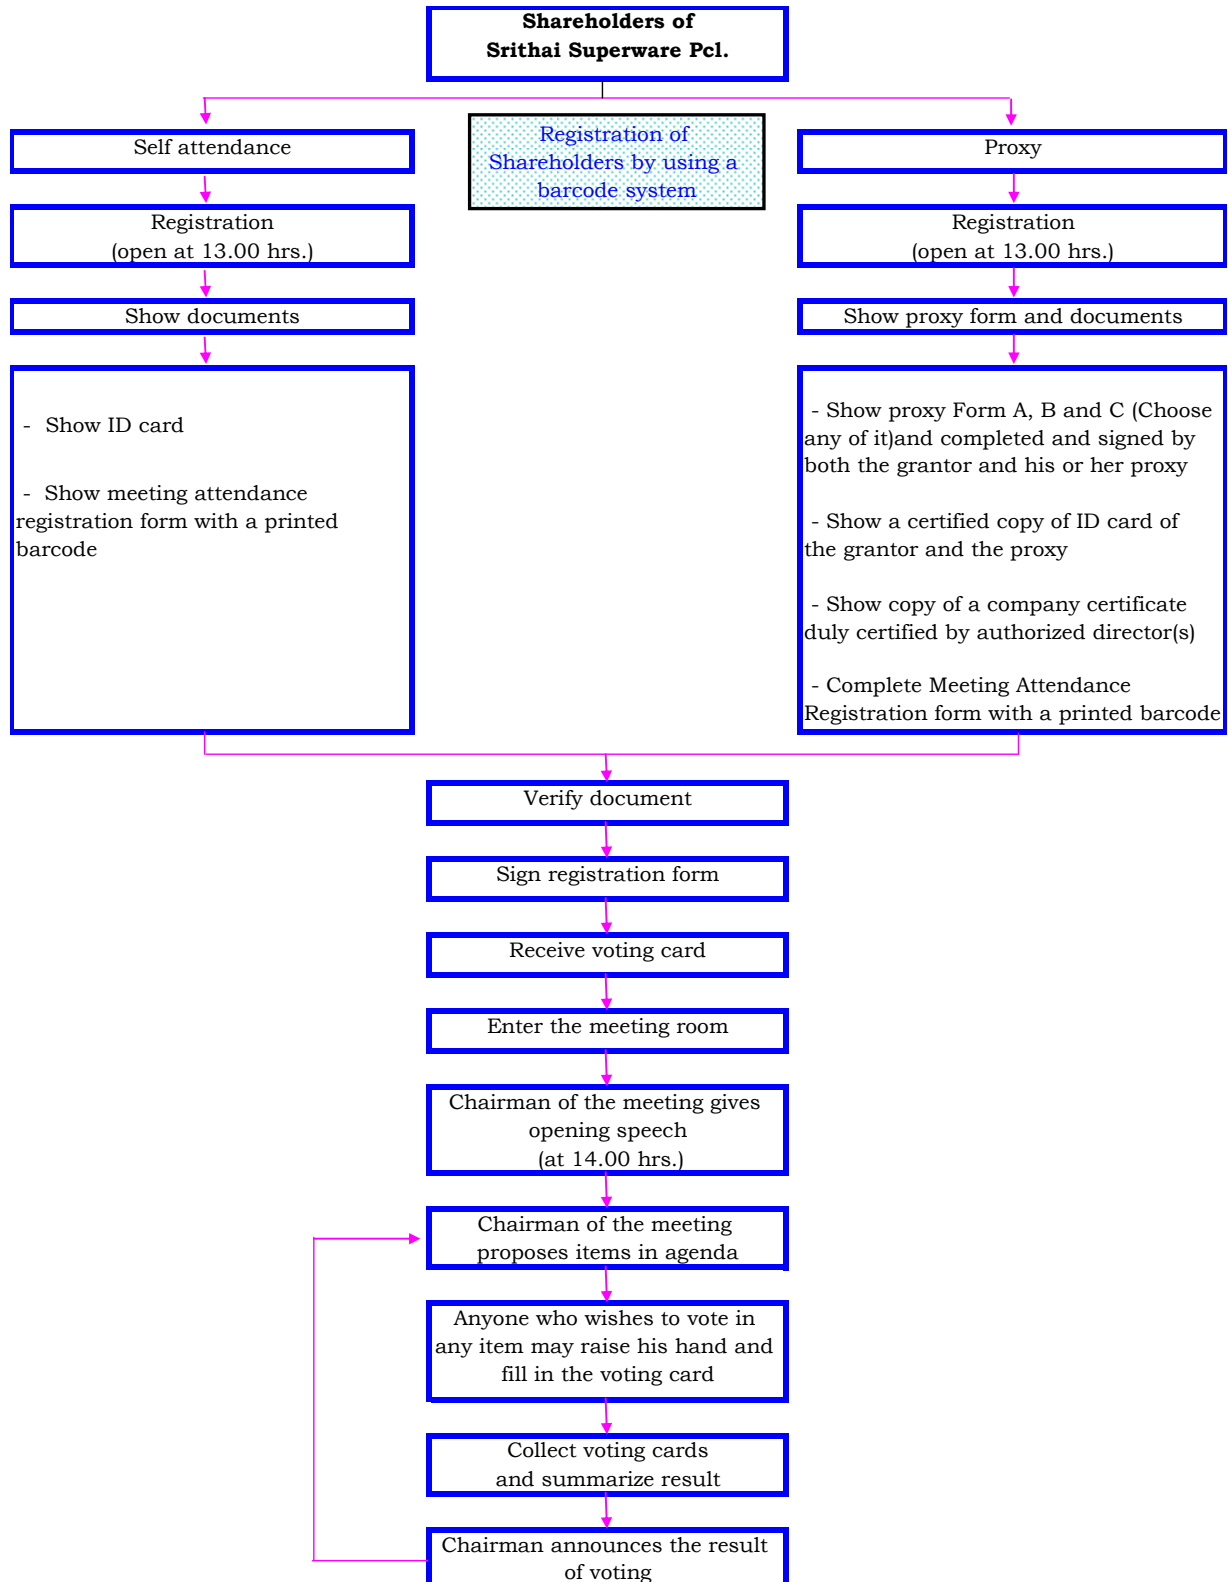 Shareholders of
Srithai Superware Pcl.
Self attendance
Registration of
Shareholders by using a
barcode system
Proxy
Registration
(open at 13.00 hrs.)
Registration
(open at 13.00 hrs.)
Show documents
Show proxy form and documents
- Show ID card
- Show meeting attendance
registration form with a printed
barcode
- Show proxy Form A, B and C (Choose
any of it)and completed and signed by
both the grantor and his or her proxy
- Show a certified copy of ID card of
the grantor and the proxy
- Show copy of a company certificate
duly certified by authorized director(s)
- Complete Meeting Attendance
Registration form with a printed barcode
Verify document
Sign registration form
Receive voting card
Enter the meeting room
Chairman of the meeting gives
opening speech
(at 14.00 hrs.)
Chairman of the meeting
proposes items in agenda
Anyone who wishes to vote in
any item may raise his hand and
fill in the voting card
Collect voting cards
and summarize result
Chairman announces the result
of voting